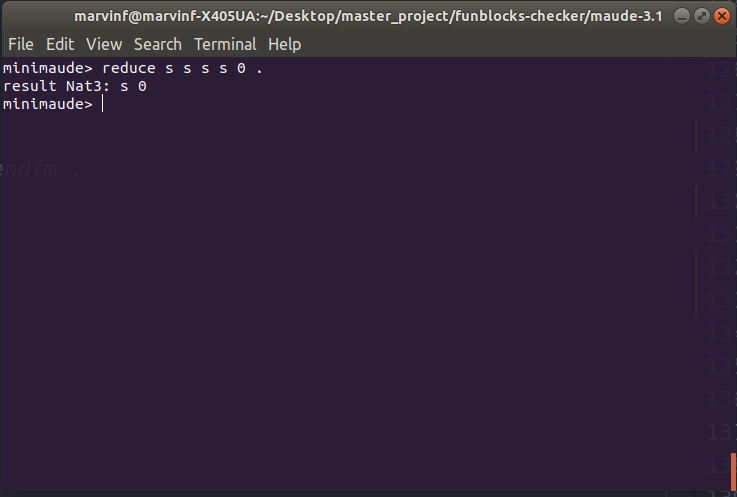 marvinf@marvinf-X405UA:~/Desktop/master_project/funblocks-checker/maude-3.1
File Edit View Search Terminal Help
minimaude> reduce s s s s 0 .
result Nat3: s 0
minimaude>
endfm .